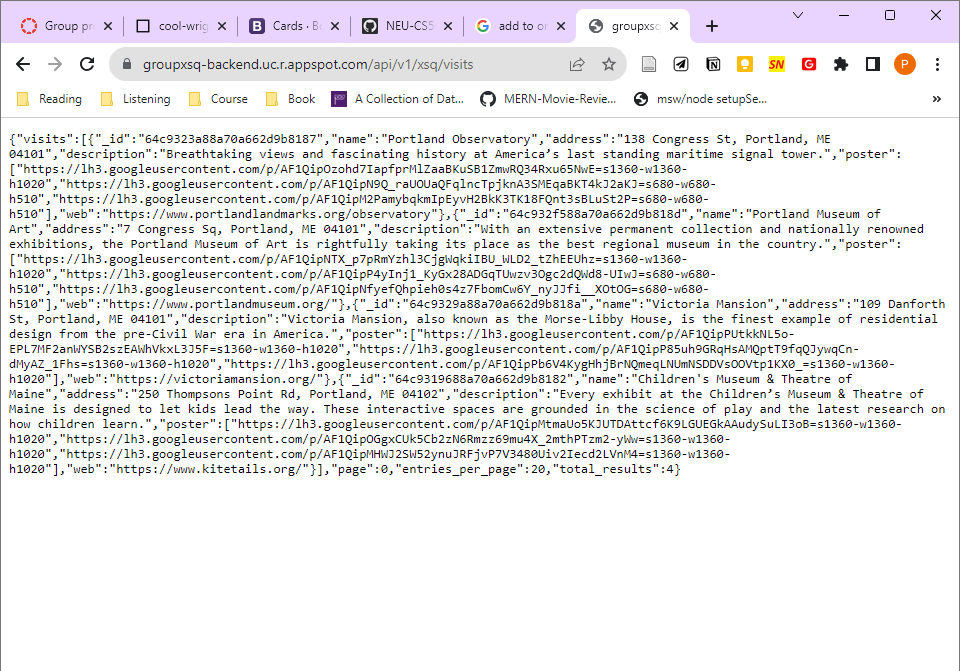 Group pr
cool-wrig
Cards · B
NEU-CS5
add to or
groupxsq
groupxsq-backend.uc.r.appspot.com/api/v1/xsq/visits
SN
G
P
Reading
Listening
Course
Book
A Collection of Dat...
MERN-Movie-Revie...
msw/node setupSe...
»
{"visits":[{"_id":"64c9323a88a70a662d9b8187","name":"Portland Observatory","address":"138 Congress St, Portland, ME
04101","description":"Breathtaking views and fascinating history at America’s last standing maritime signal tower.","poster":
["https://lh3.googleusercontent.com/p/AF1QipOzohd7IapfprMlZaaBKuSB1ZmwRQ34Rxu65NwE=s1360-w1360-
h1020","https://lh3.googleusercontent.com/p/AF1QipN9Q_raUOUaQFqlncTpjknA3SMEqaBKT4kJ2aKJ=s680-w680-
h510","https://lh3.googleusercontent.com/p/AF1QipM2PamybqkmIpEyvH2BkK3TK18FQnt3sBLuSt2P=s680-w680-
h510"],"web":"https://www.portlandlandmarks.org/observatory"},{"_id":"64c932f588a70a662d9b818d","name":"Portland Museum of
Art","address":"7 Congress Sq, Portland, ME 04101","description":"With an extensive permanent collection and nationally renowned
exhibitions, the Portland Museum of Art is rightfully taking its place as the best regional museum in the country.","poster":
["https://lh3.googleusercontent.com/p/AF1QipNTX_p7pRmYzhl3CjgWqkiIBU_WLD2_tZhEEUhz=s1360-w1360-
h1020","https://lh3.googleusercontent.com/p/AF1QipP4yInj1_KyGx28ADGqTUwzv3Ogc2dQWd8-UIwJ=s680-w680-
h510","https://lh3.googleusercontent.com/p/AF1QipNfyefQhpieh0s4z7FbomCw6Y_nyJJfi__XOtOG=s680-w680-
h510"],"web":"https://www.portlandmuseum.org/"},{"_id":"64c9329a88a70a662d9b818a","name":"Victoria Mansion","address":"109 Danforth
St, Portland, ME 04101","description":"Victoria Mansion, also known as the Morse-Libby House, is the finest example of residential
design from the pre-Civil War era in America.","poster":["https://lh3.googleusercontent.com/p/AF1QipPUtkkNL5o-
EPL7MF2anWYSB2szEAWhVkxL3J5F=s1360-w1360-h1020","https://lh3.googleusercontent.com/p/AF1QipP85uh9GRqHsAMQptT9fqQJywqCn-
dMyAZ_1Fhs=s1360-w1360-h1020","https://lh3.googleusercontent.com/p/AF1QipPb6V4KygHhjBrNQmeqLNUmNSDDVsOOVtp1KX0_=s1360-w1360-
h1020"],"web":"https://victoriamansion.org/"},{"_id":"64c9319688a70a662d9b8182","name":"Children's Museum & Theatre of
Maine","address":"250 Thompsons Point Rd, Portland, ME 04102","description":"Every exhibit at the Children’s Museum & Theatre of
Maine is designed to let kids lead the way. These interactive spaces are grounded in the science of play and the latest research on
how children learn.","poster":["https://lh3.googleusercontent.com/p/AF1QipMtmaUo5KJUTDAttcf6K9LGUEGkAAudySuLI3oB=s1360-w1360-
h1020","https://lh3.googleusercontent.com/p/AF1QipOGgxCUk5Cb2zN6Rmzz69mu4X_2mthPTzm2-yWw=s1360-w1360-
h1020","https://lh3.googleusercontent.com/p/AF1QipMHWJ2SW52ynuJRFjvP7V3480Uiv2Iecd2LVnM4=s1360-w1360-
h1020"],"web":"https://www.kitetails.org/"}],"page":0,"entries_per_page":20,"total_results":4}